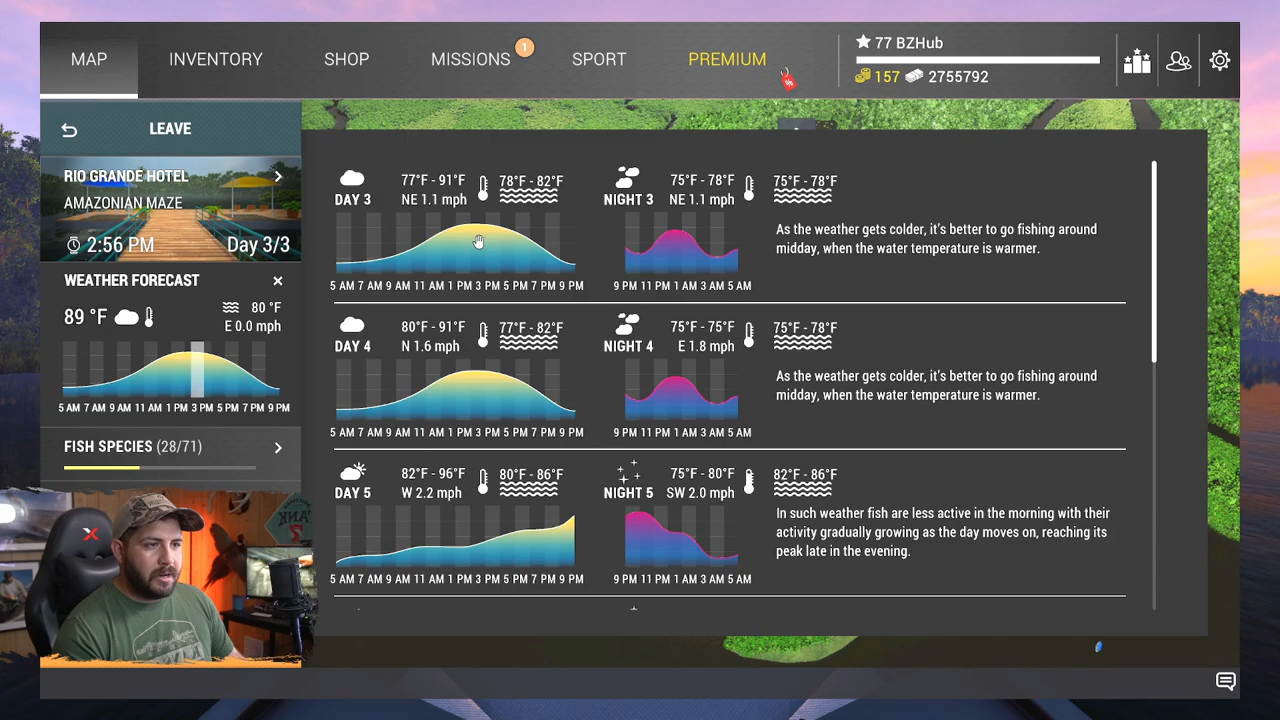 MAP
INVENTORY
SHOP
MISSIONS
1
SPORT
PREMIUM
%
77 BZHub
157 2755792
LEAVE
RIO GRANDE HOTEL
AMAZONIAN MAZE
2:56 PM Day 3/3
WEATHER FORECAST
89 °F
80 °F
E 0.0 mph
5 AM 7 AM 9 AM 11 AM 1 PM 3 PM 5 PM 7 PM 9 PM
FISH SPECIES (28/71)
DAY 3
77°F - 91°F
NE 1.1 mph
78°F - 82°F
5 AM 7 AM 9 AM 11 AM 1 PM 3 PM 5 PM 7 PM 9 PM
NIGHT 3
75°F - 78°F
NE 1.1 mph
75°F - 78°F
9 PM 11 PM 1 AM 3 AM 5 AM
As the weather gets colder, it's better to go fishing around
midday, when the water temperature is warmer.
DAY 4
80°F - 91°F
N 1.6 mph
77°F - 82°F
5 AM 7 AM 9 AM 11 AM 1 PM 3 PM 5 PM 7 PM 9 PM
NIGHT 4
75°F - 75°F
E 1.8 mph
75°F - 78°F
9 PM 11 PM 1 AM 3 AM 5 AM
As the weather gets colder, it's better to go fishing around
midday, when the water temperature is warmer.
DAY 5
82°F - 96°F
W 2.2 mph
80°F - 86°F
5 AM 7 AM 9 AM 11 AM 1 PM 3 PM 5 PM 7 PM 9 PM
NIGHT 5
75°F - 80°F
SW 2.0 mph
82°F - 86°F
9 PM 11 PM 1 AM 3 AM 5 AM
In such weather fish are less active in the morning with their
activity gradually growing as the day moves on, reaching its
peak late in the evening.